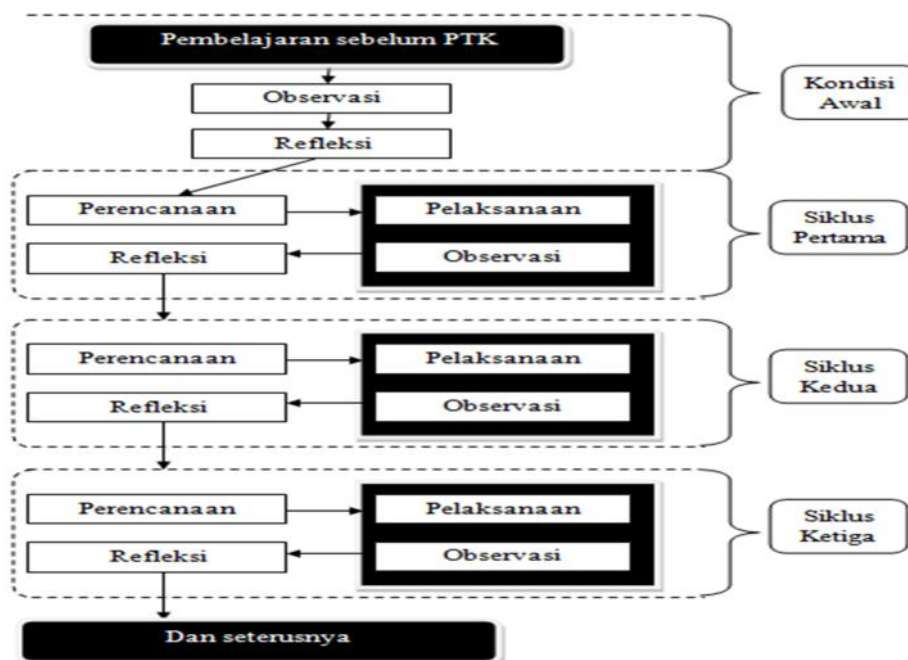 Pembelajaran sebelum PTK
Observasi
Refleksi
Kondisi
Awal
Perencanaan
Pelaksanaan
Refleksi
Observasi
Siklus
Pertama
Perencanaan
Pelaksanaan
Refleksi
Observasi
Siklus
Kedua
Perencanaan
Pelaksanaan
Refleksi
Observasi
Siklus
Ketiga
Dan seterusnya